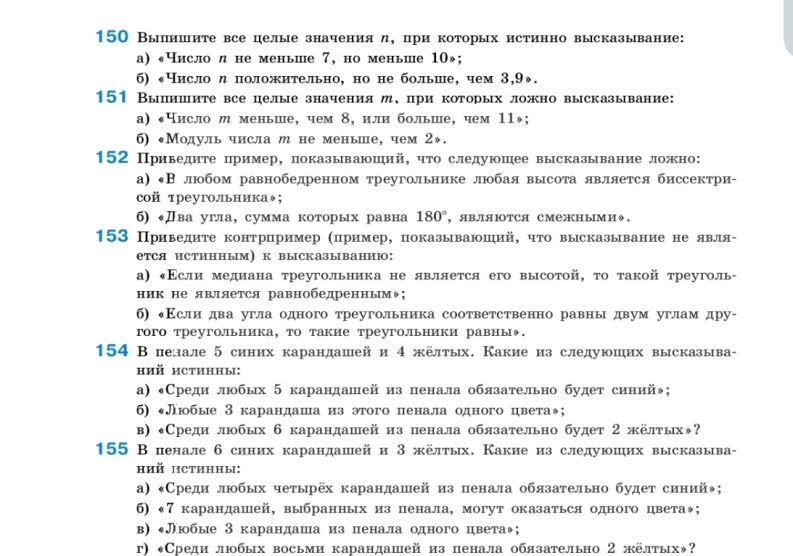 150 Выпишите все целые значения n, при которых истинно высказывание:
а) «Число n не меньше 7, но меньше 10»;
б) «Число n положительно, но не больше, чем 3,9».
151 Выпишите все целые значения m, при которых ложно высказывание:
а) «Число m меньше, чем 8, или больше, чем 11»;
б) «Модуль числа m не меньше, чем 2».
152 Приведите пример, показывающий, что следующее высказывание ложно:
а) «В любом равнобедренном треугольнике любая высота является биссектри-
сой треугольника»;
б) «Два угла, сумма которых равна 180°, являются смежными».
153 Приведите контрпример (пример, показывающий, что высказывание не явля-
ется истинным) к высказыванию:
а) «Если медиана треугольника не является его высотой, то такой треуголь-
ник не является равнобедренным»;
б) «Если два угла одного треугольника соответственно равны двум углам дру-
гого треугольника, то такие треугольники равны».
154 В пенале 5 синих карандашей и 4 жёлтых. Какие из следующих высказыва-
ний истинны:
а) «Среди любых 5 карандашей из пенала обязательно будет синий»;
б) «Любые 3 карандаша из этого пенала одного цвета»;
в) «Среди любых 6 карандашей из пенала обязательно будет 2 жёлтых»?
155 В пенале 6 синих карандашей и 3 жёлтых. Какие из следующих высказыва-
ний истинны:
а) «Среди любых четырёх карандашей из пенала обязательно будет синий»;
б) «7 карандашей, выбранных из пенала, могут оказаться одного цвета»;
в) «Любые 3 карандаша из пенала одного цвета»;
г) «Среди любых восьми карандашей из пенала обязательно 2 жёлтых»?